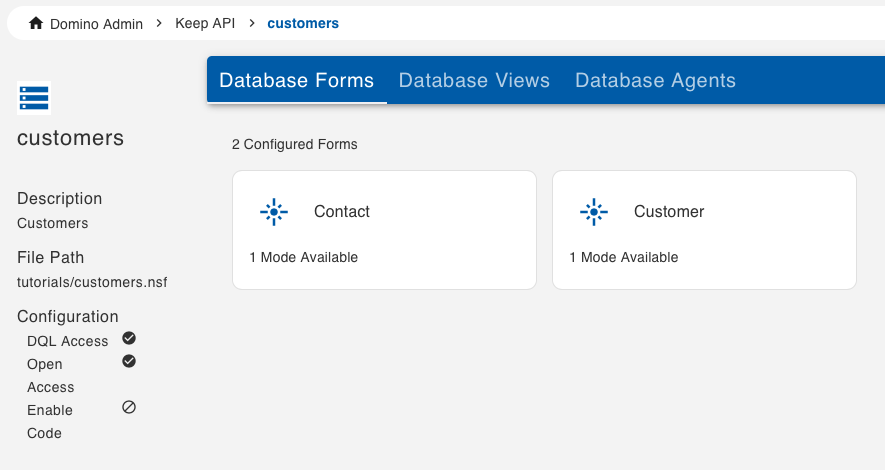 Domino Admin > Keep API > customers
Database Forms Database Views Database Agents
customers
2 Configured Forms
Contact Customer
1 Mode Available 1 Mode Available
Description
Customers
File Path
tutorials/customers.nsf
Configuration
DQL Access
Open
Access
Enable
Code